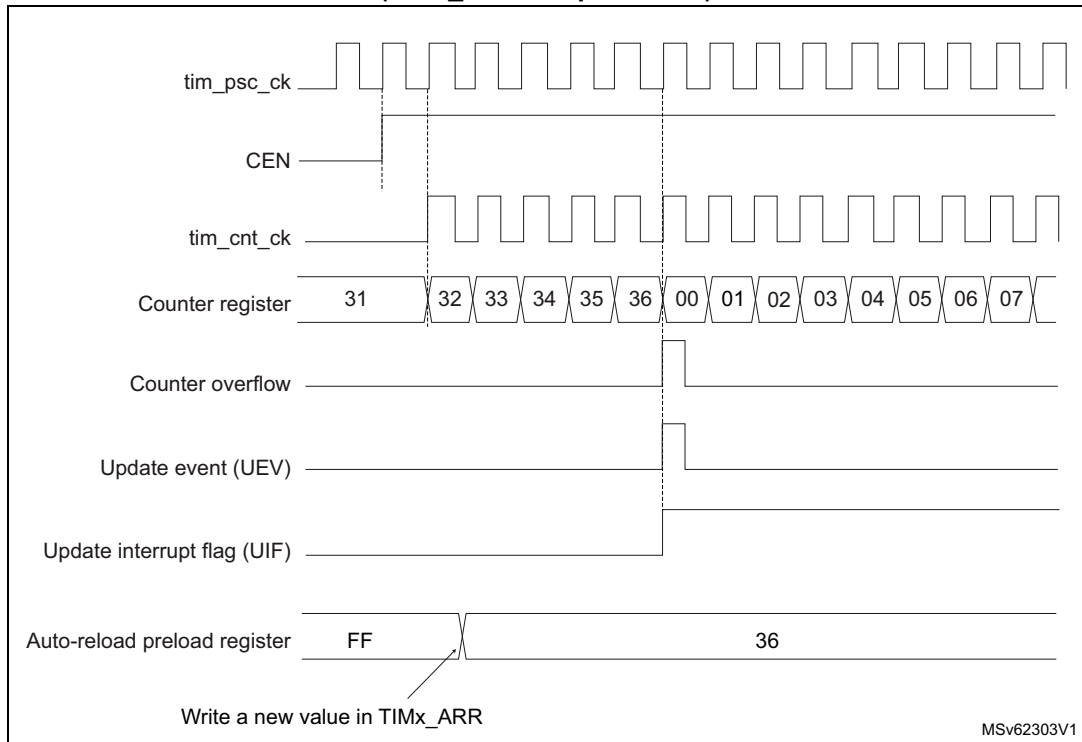 tim_psc_ck
CEN
tim_cnt_ck
Counter register 31 32 33 34 35 36 00 01 02 03 04 05 06 07
Counter overflow
Update event (UEV)
Update interrupt flag (UIF)
Auto-reload preload register FF 36
Write a new value in TIMx_ARR
MSv62303V1